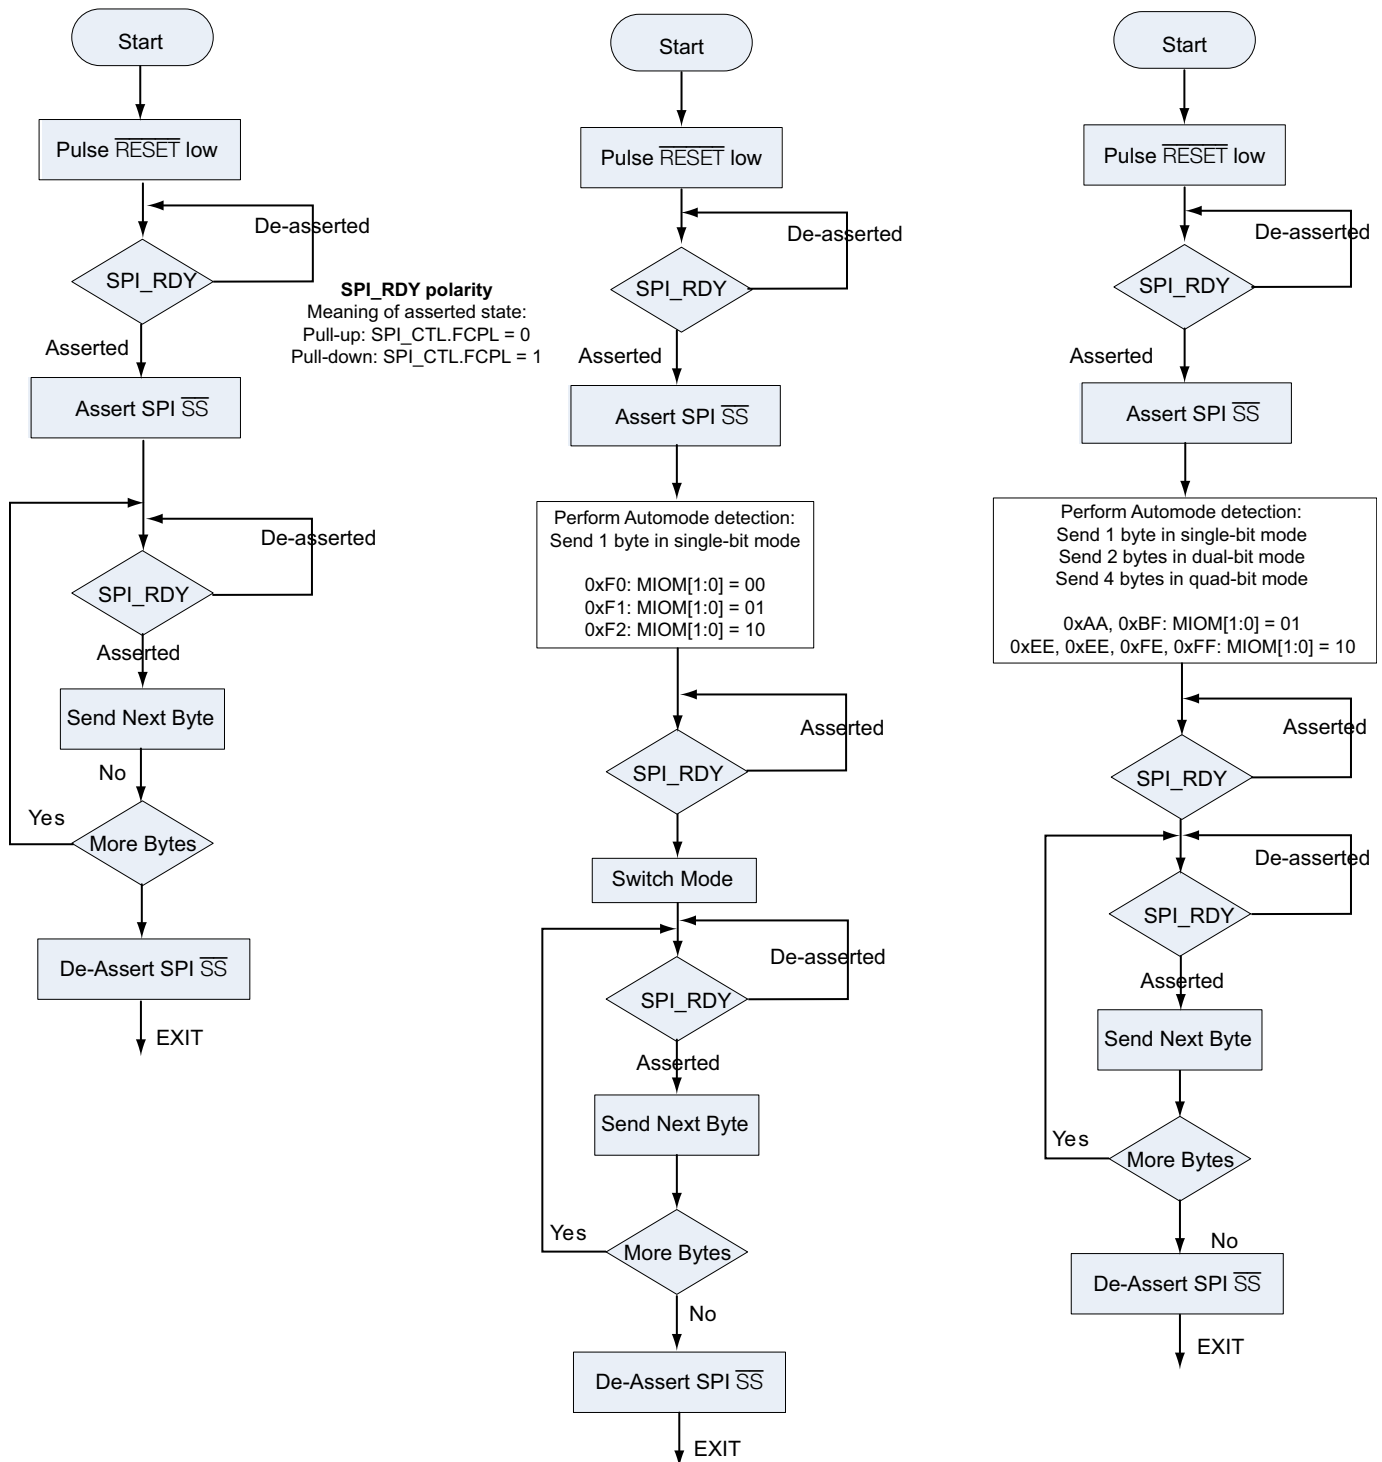 Start
Pulse RESET low
De-asserted
SPI_RDY
Asserted
Assert SPI SS
De-asserted
SPI_RDY
Asserted
Send Next Byte
No
Yes
More Bytes
De-Assert SPI SS
EXIT
SPI_RDY polarity
Meaning of asserted state:
Pull-up: SPI_CTL.FCPL = 0
Pull-down: SPI_CTL.FCPL = 1
Start
Pulse RESET low
De-asserted
SPI_RDY
Asserted
Assert SPI SS
Perform Automode detection:
Send 1 byte in single-bit mode
0xF0: MIOM[1:0] = 00
0xF1: MIOM[1:0] = 01
0xF2: MIOM[1:0] = 10
Asserted
SPI_RDY
Switch Mode
De-asserted
SPI_RDY
Asserted
Send Next Byte
Yes
More Bytes
No
De-Assert SPI SS
EXIT
Start
Pulse RESET low
De-asserted
SPI_RDY
Asserted
Assert SPI SS
Perform Automode detection:
Send 1 byte in single-bit mode
Send 2 bytes in dual-bit mode
Send 4 bytes in quad-bit mode
0xAA, 0xBF: MIOM[1:0] = 01
0xEE, 0xEE, 0xFE, 0xFF: MIOM[1:0] = 10
Asserted
SPI_RDY
De-asserted
SPI_RDY
Asserted
Send Next Byte
Yes
More Bytes
No
De-Assert SPI SS
EXIT